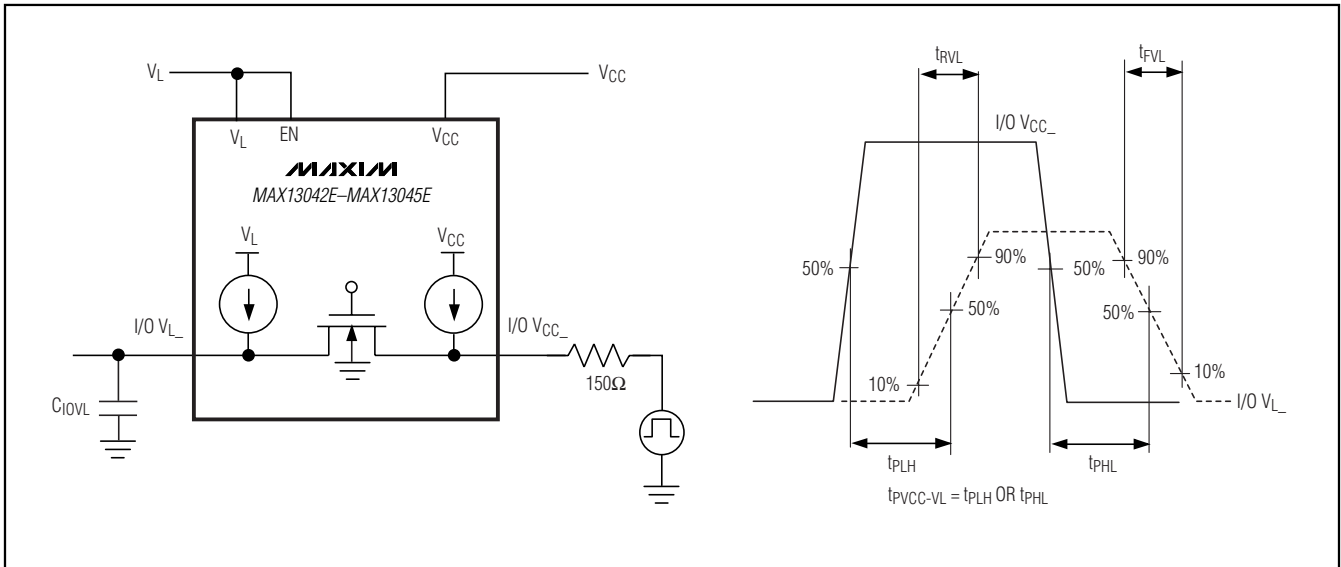 VL
VCC
VL
EN
VCC
MAXIM
MAX13042E–MAX13045E
VL
VCC
I/O VL_
I/O VCC_
150Ω
CIOVL
tRVL
tFVL
I/O VCC_
50%
90%
50%
90%
50%
50%
10%
10%
I/O VL_
tPLH
tPHL
tPVCC-VL = tPLH OR tPHL